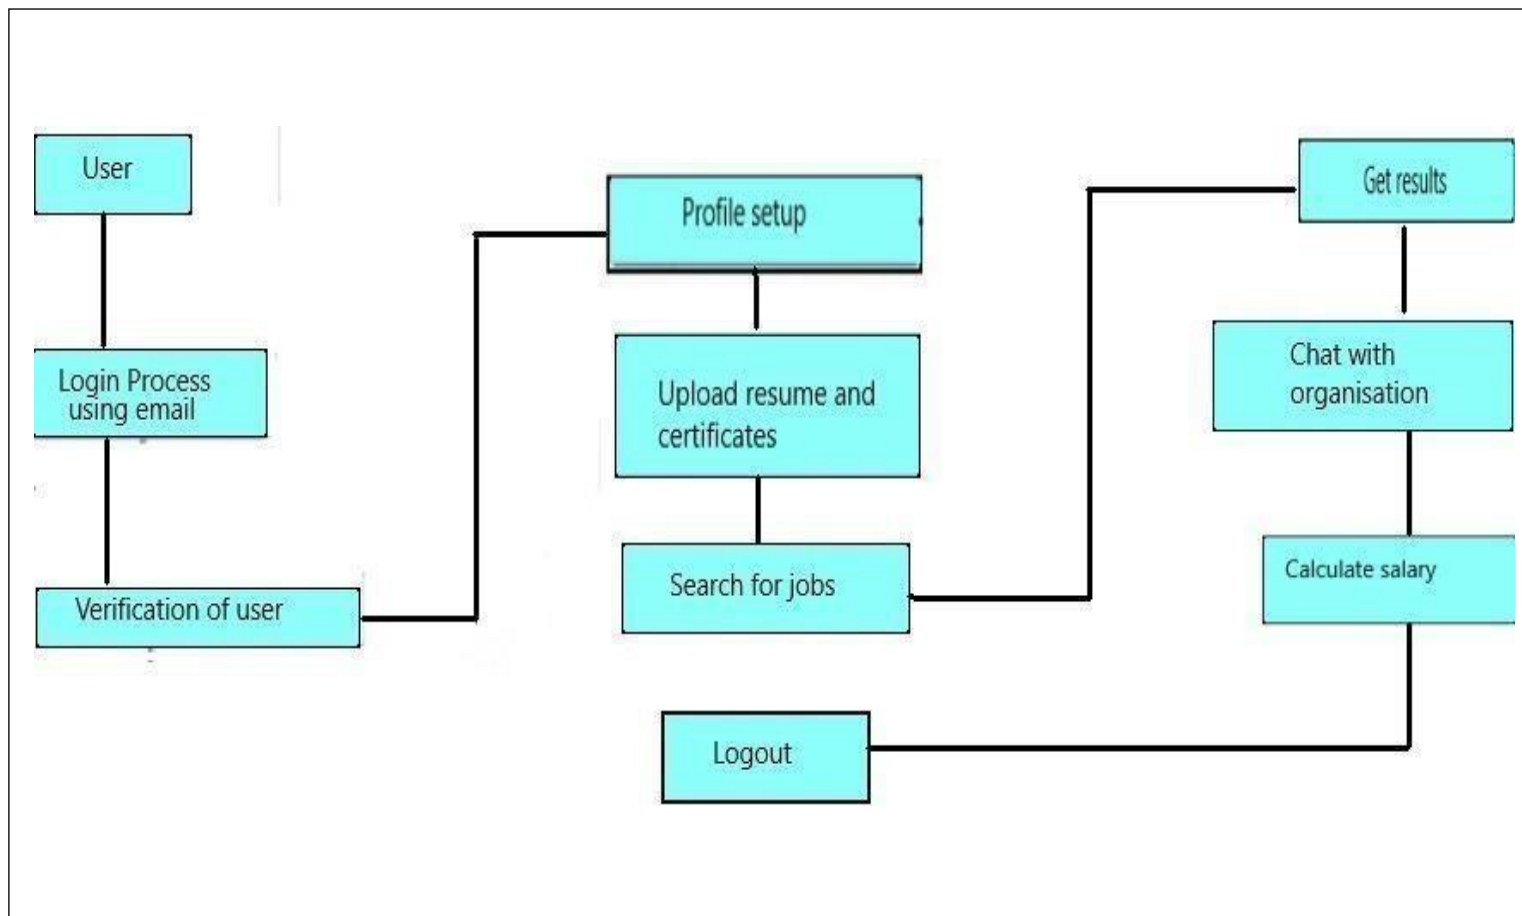 User
Login Process
using email
Verification of user
Profile setup
Upload resume and
certificates
Search for jobs
Get results
Chat with
organisation
Calculate salary
Logout